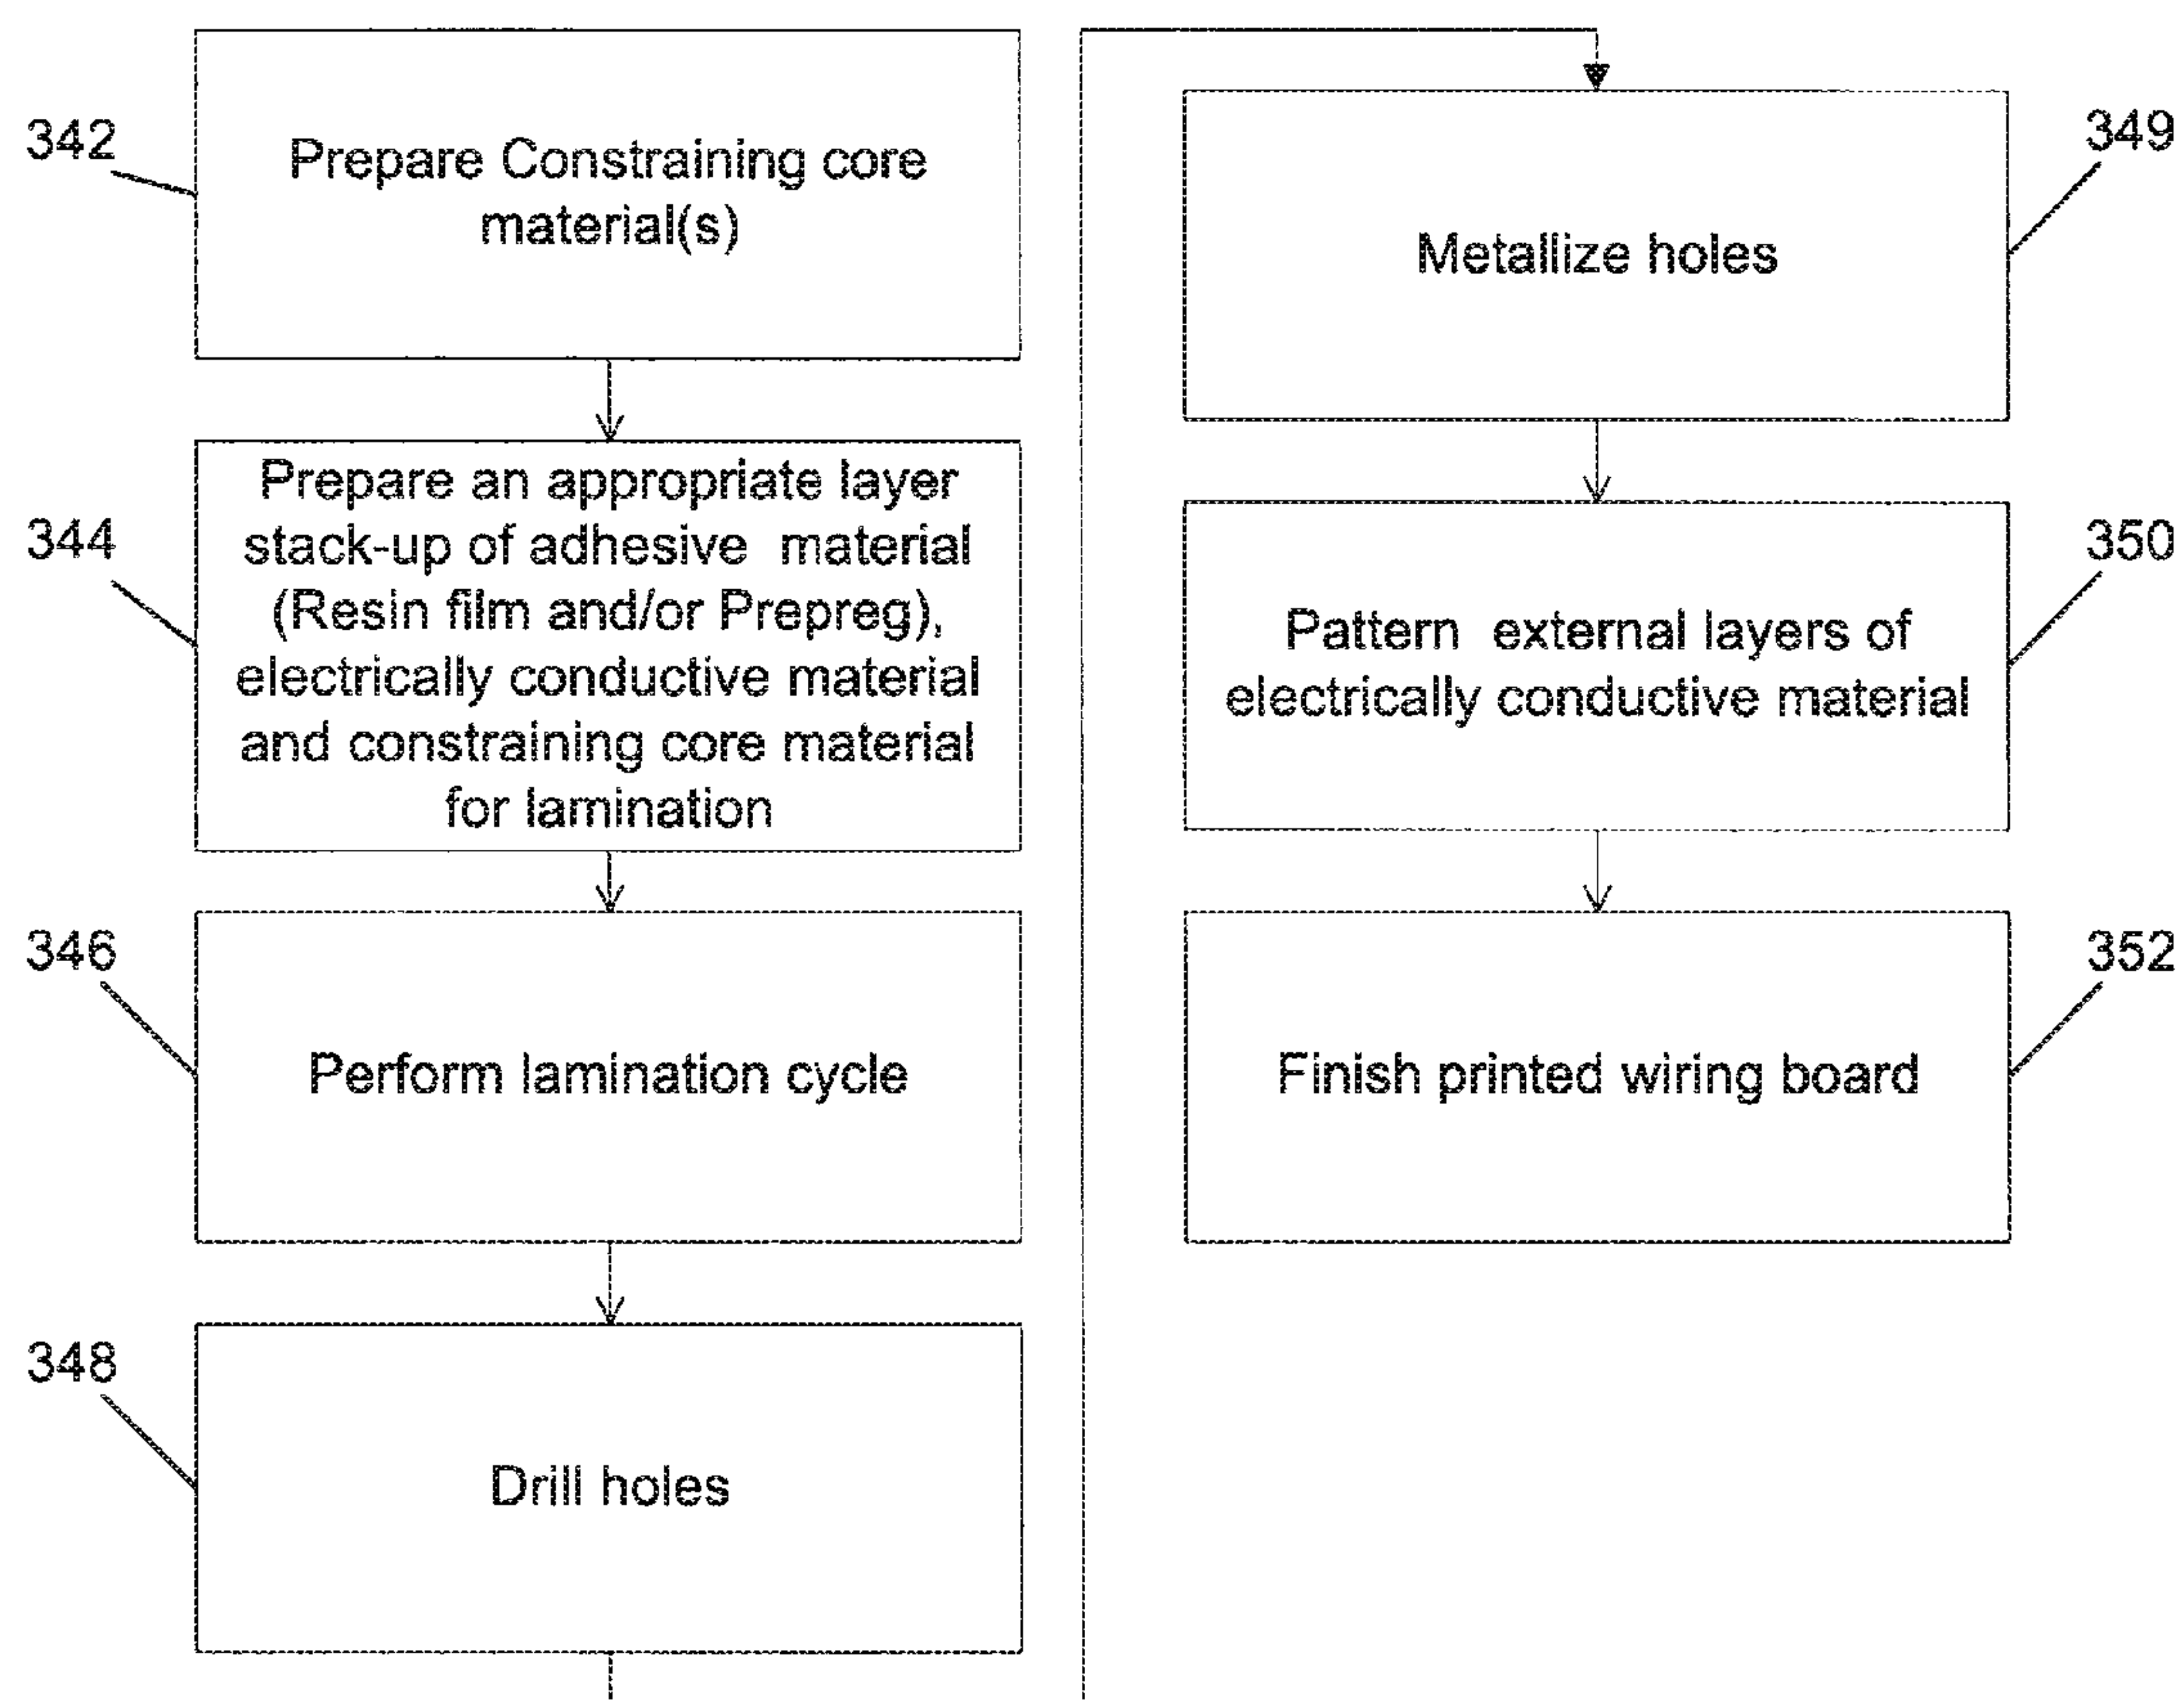 342
Prepare Constraining core
material(s)
344
Prepare an appropriate layer
stack-up of adhesive material
(Resin film and/or Prepreg),
electrically conductive material
and constraining core material
for lamination
346
Perform lamination cycle
348
Drill holes
349
Metallize holes
350
Pattern external layers of
electrically conductive material
352
Finish printed wiring board